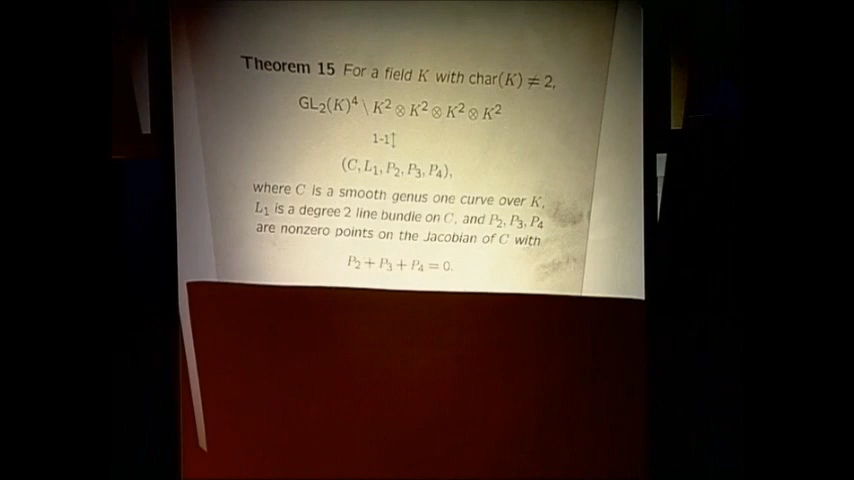 Theorem 15 For a field K with char(K) ≠ 2,
GL₂(K)⁴ \ K² ⊗ K² ⊗ K² ⊗ K²
1-1↕
(C, L₁, P₂, P₃, P₄),
where C is a smooth genus one curve over K,
L₁ is a degree 2 line bundle on C, and P₂, P₃, P₄
are nonzero points on the Jacobian of C with
P₂ + P₃ + P₄ = 0.